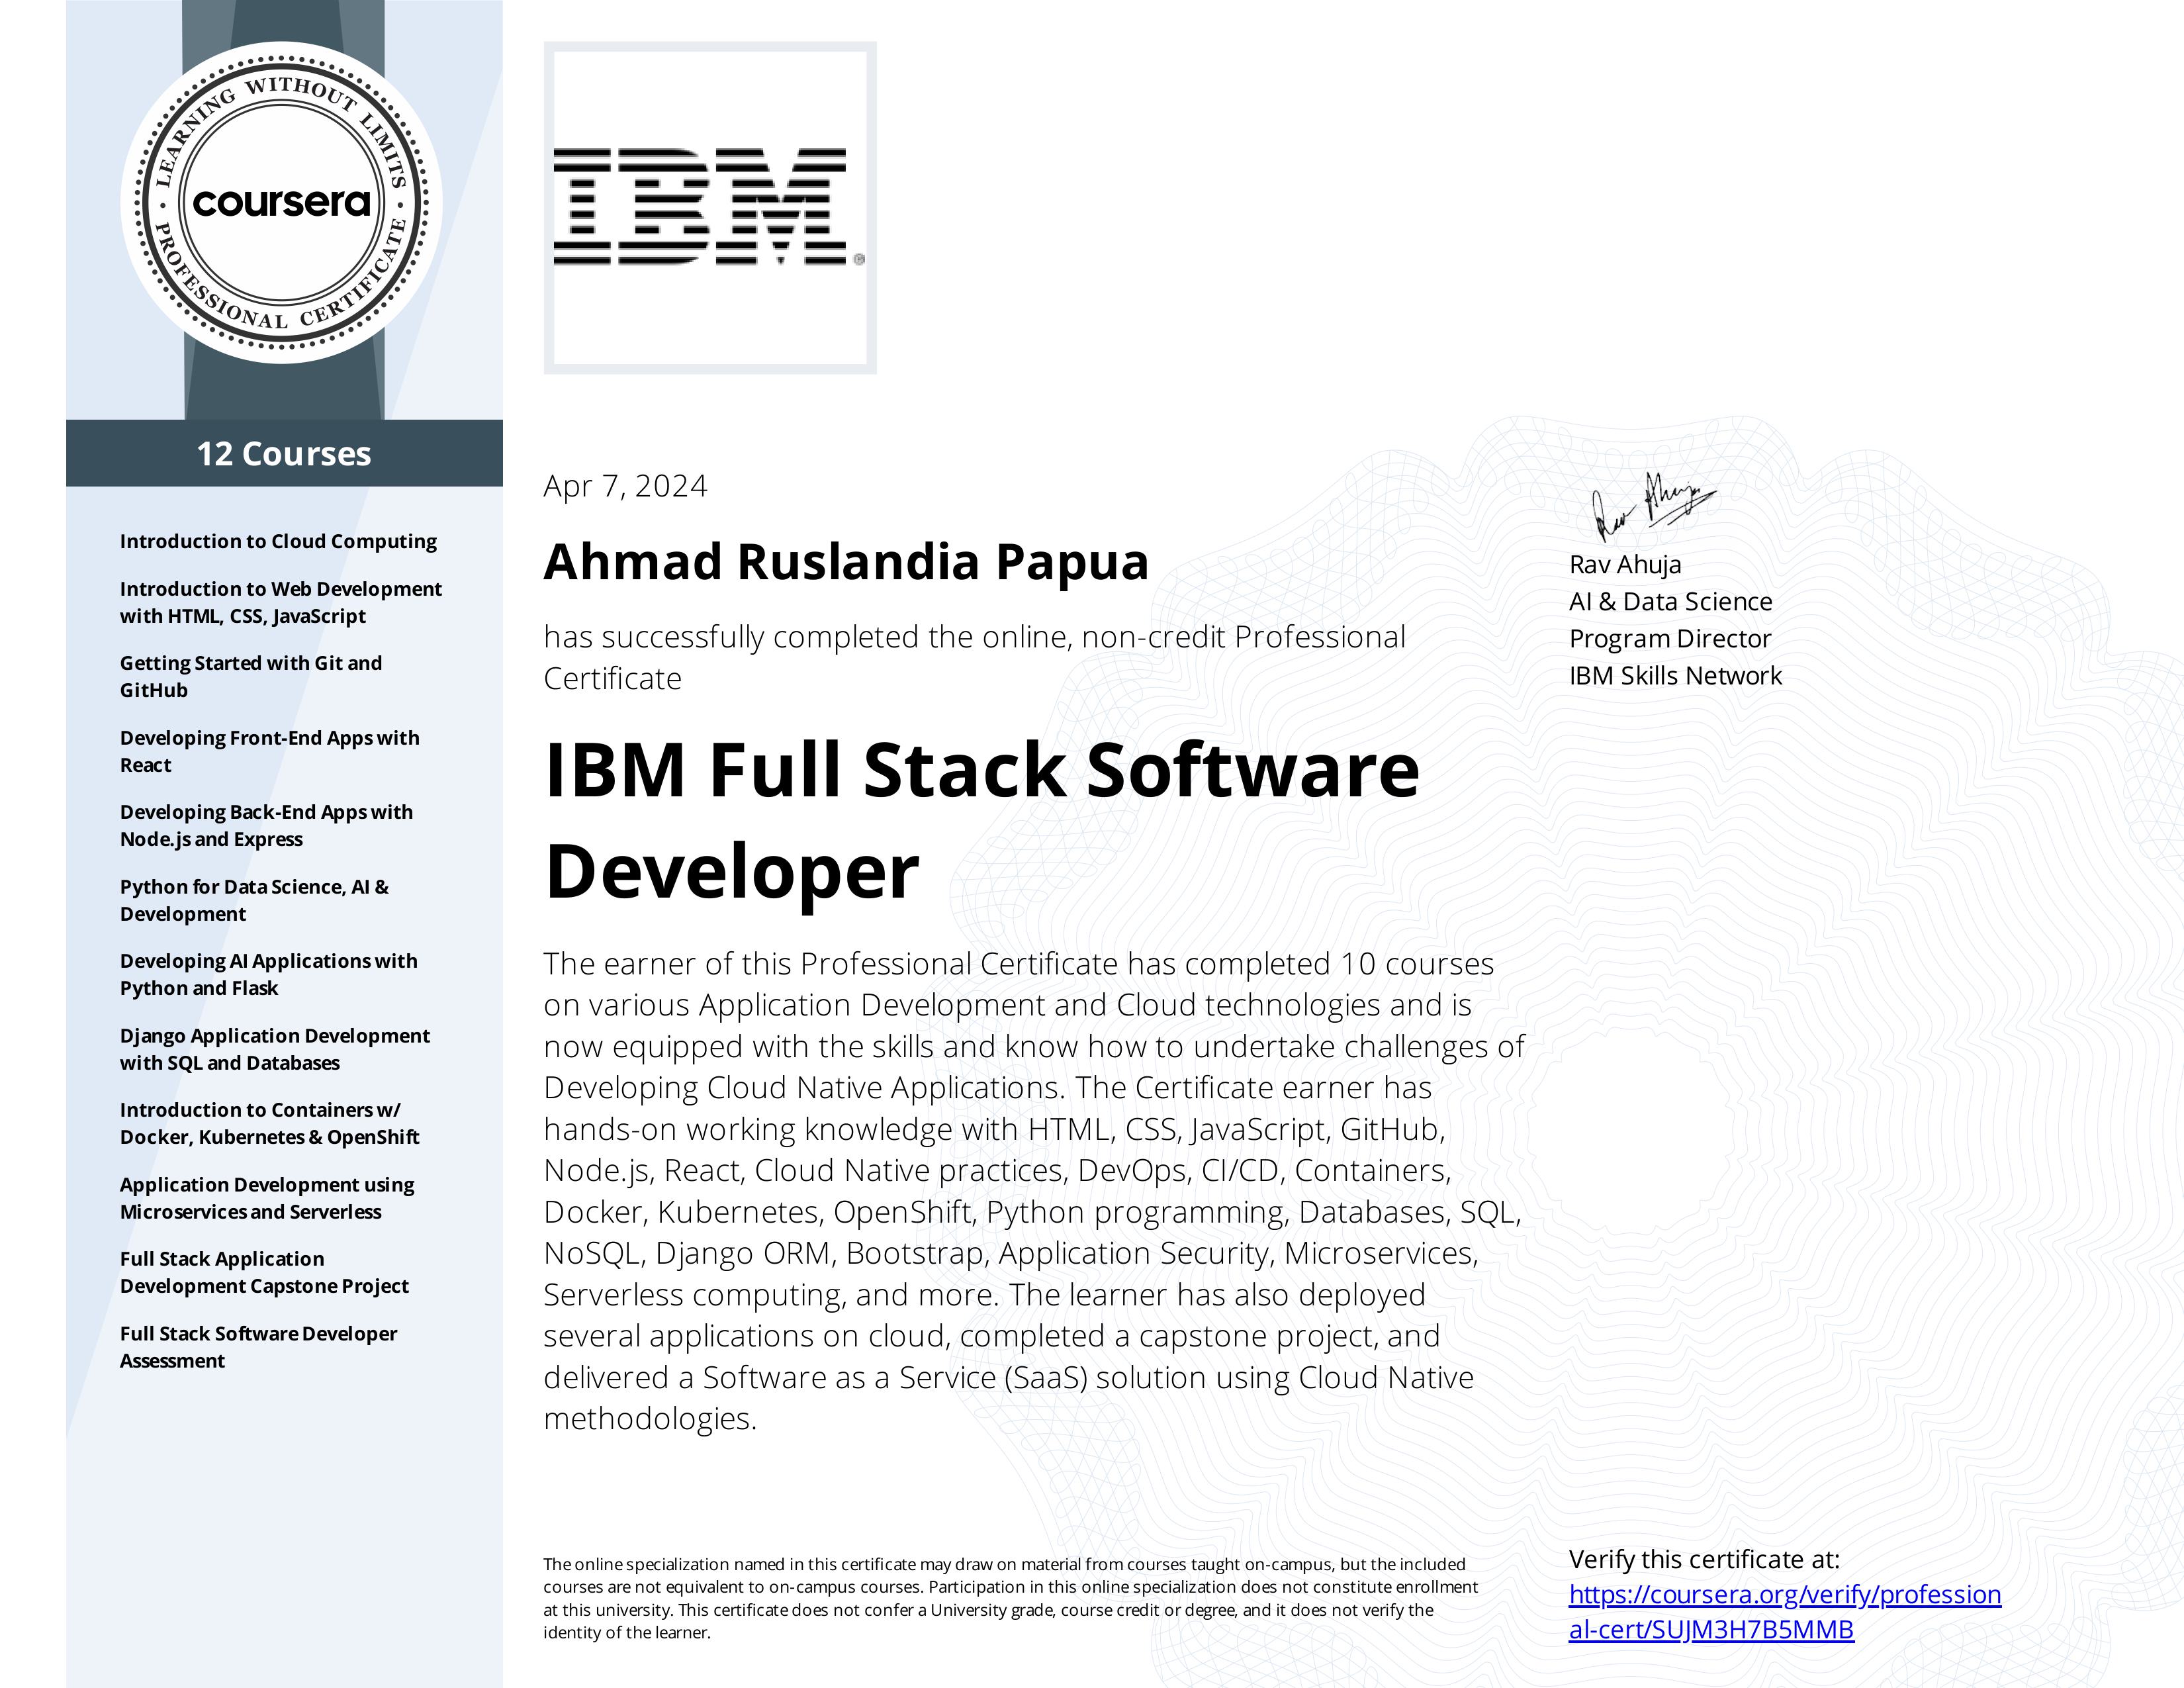 LEARNING WITHOUT LIMITS
coursera
PROFESSIONAL CERTIFICATE
12 Courses
Introduction to Cloud Computing
Introduction to Web Development
with HTML, CSS, JavaScript
Getting Started with Git and
GitHub
Developing Front-End Apps with
React
Developing Back-End Apps with
Node.js and Express
Python for Data Science, AI &
Development
Developing AI Applications with
Python and Flask
Django Application Development
with SQL and Databases
Introduction to Containers w/
Docker, Kubernetes & OpenShift
Application Development using
Microservices and Serverless
Full Stack Application
Development Capstone Project
Full Stack Software Developer
Assessment
IBM®
Apr 7, 2024
Ahmad Ruslandia Papua
has successfully completed the online, non-credit Professional
Certificate
IBM Full Stack Software
Developer
The earner of this Professional Certificate has completed 10 courses
on various Application Development and Cloud technologies and is
now equipped with the skills and know how to undertake challenges of
Developing Cloud Native Applications. The Certificate earner has
hands-on working knowledge with HTML, CSS, JavaScript, GitHub,
Node.js, React, Cloud Native practices, DevOps, CI/CD, Containers,
Docker, Kubernetes, OpenShift, Python programming, Databases, SQL,
NoSQL, Django ORM, Bootstrap, Application Security, Microservices,
Serverless computing, and more. The learner has also deployed
several applications on cloud, completed a capstone project, and
delivered a Software as a Service (SaaS) solution using Cloud Native
methodologies.
The online specialization named in this certificate may draw on material from courses taught on-campus, but the included
courses are not equivalent to on-campus courses. Participation in this online specialization does not constitute enrollment
at this university. This certificate does not confer a University grade, course credit or degree, and it does not verify the
identity of the learner.
Rav Ahuja
Rav Ahuja
AI & Data Science
Program Director
IBM Skills Network
Verify this certificate at:
https://coursera.org/verify/profession
al-cert/SUJM3H7B5MMB